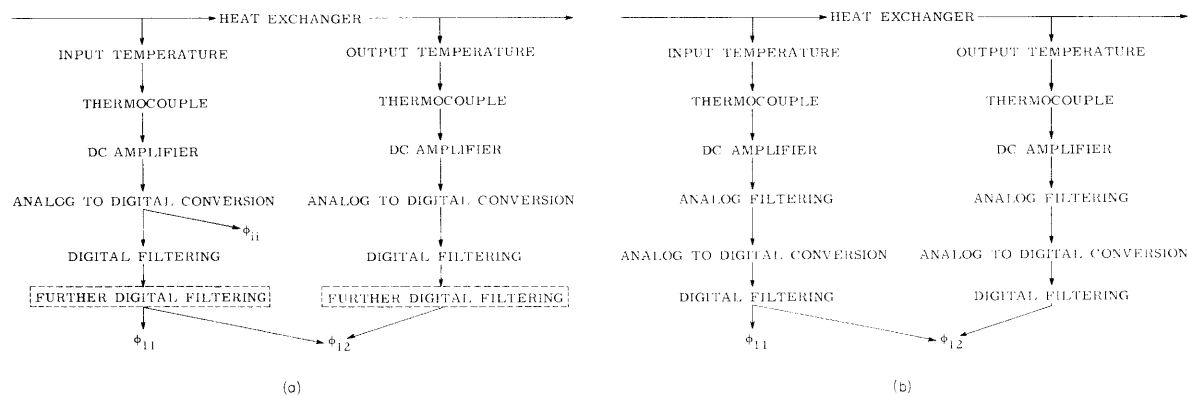 HEAT EXCHANGER
INPUT TEMPERATURE
OUTPUT TEMPERATURE
THERMOCOUPLE
THERMOCOUPLE
DC AMPLIFIER
DC AMPLIFIER
ANALOG TO DIGITAL CONVERSION
ANALOG TO DIGITAL CONVERSION
ϕii
DIGITAL FILTERING
DIGITAL FILTERING
FURTHER DIGITAL FILTERING
FURTHER DIGITAL FILTERING
ϕ11
ϕ12
(a)
HEAT EXCHANGER
INPUT TEMPERATURE
OUTPUT TEMPERATURE
THERMOCOUPLE
THERMOCOUPLE
DC AMPLIFIER
DC AMPLIFIER
ANALOG FILTERING
ANALOG FILTERING
ANALOG TO DIGITAL CONVERSION
ANALOG TO DIGITAL CONVERSION
DIGITAL FILTERING
DIGITAL FILTERING
ϕ11
ϕ12
(b)